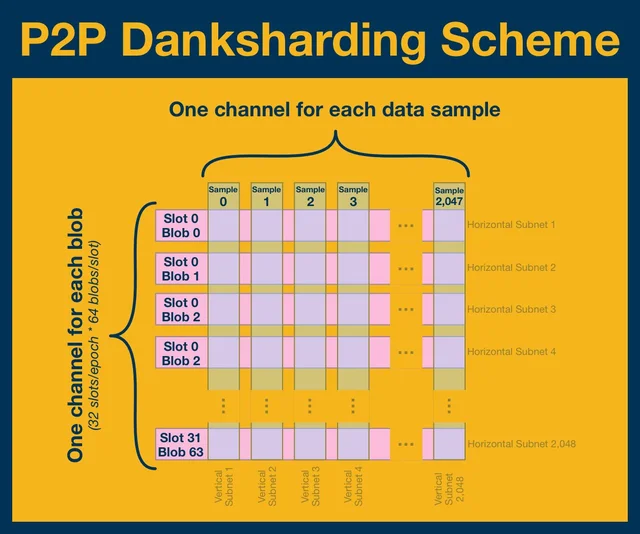 P2P Danksharding Scheme
One channel for each data sample
Sample
0
Sample
1
Sample
2
Sample
3
Sample
2,047
One channel for each blob
(32 slots/epoch * 64 blobs/slot)
Slot 0
Blob 0
...
Horizontal Subnet 1
Slot 0
Blob 1
...
Horizontal Subnet 2
Slot 0
Blob 2
...
Horizontal Subnet 3
Slot 0
Blob 2
...
Horizontal Subnet 4
...
...
...
...
...
Slot 31
Blob 63
...
Horizontal Subnet 2,048
Vertical
Subnet 1
Vertical
Subnet 2
Vertical
Subnet 3
Vertical
Subnet 4
Vertical
Subnet
2,048